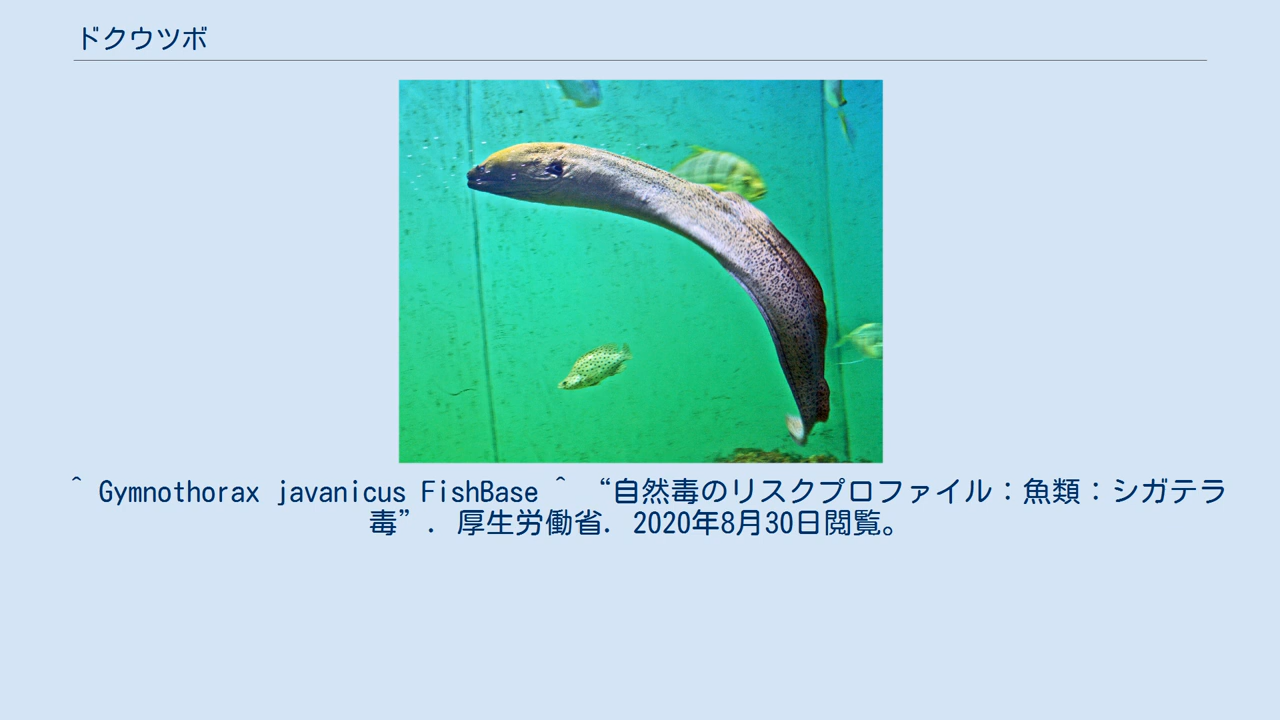 ドクウツボ
^ Gymnothorax javanicus FishBase ^ “自然毒のリスクプロファイル：魚類：シガテラ
毒”. 厚生労働省. 2020年8月30日閲覧。